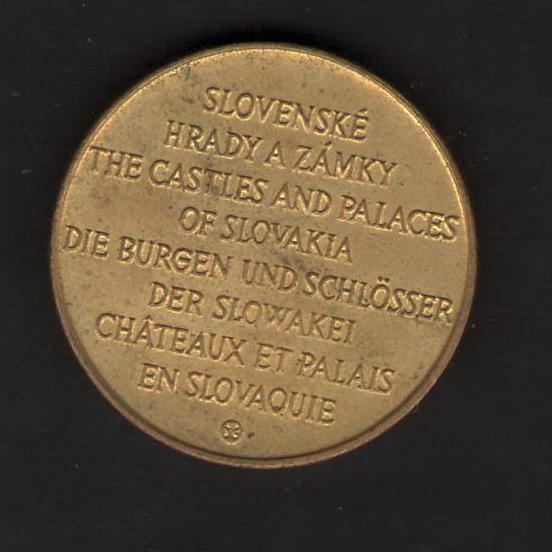 SLOVENSKÉ
HRADY A ZÁMKY
THE CASTLES AND PALACES
OF SLOVAKIA
DIE BURGEN UND SCHLÖSSER
DER SLOWAKEI
CHÂTEAUX ET PALAIS
EN SLOVAQUIE